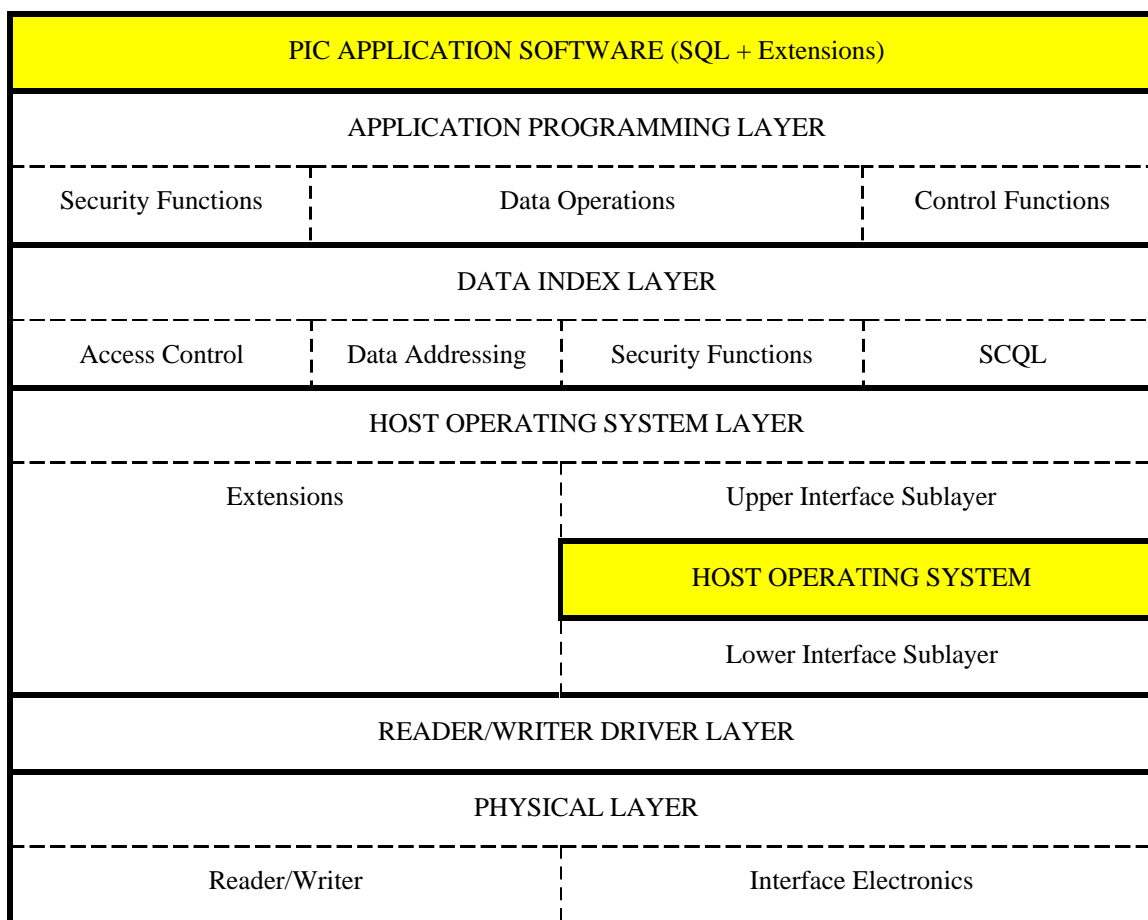 PIC APPLICATION SOFTWARE (SQL + Extensions)
APPLICATION PROGRAMMING LAYER
Security Functions
Data Operations
Control Functions
DATA INDEX LAYER
Access Control
Data Addressing
Security Functions
SCQL
HOST OPERATING SYSTEM LAYER
Extensions
Upper Interface Sublayer
HOST OPERATING SYSTEM
Lower Interface Sublayer
READER/WRITER DRIVER LAYER
PHYSICAL LAYER
Reader/Writer
Interface Electronics